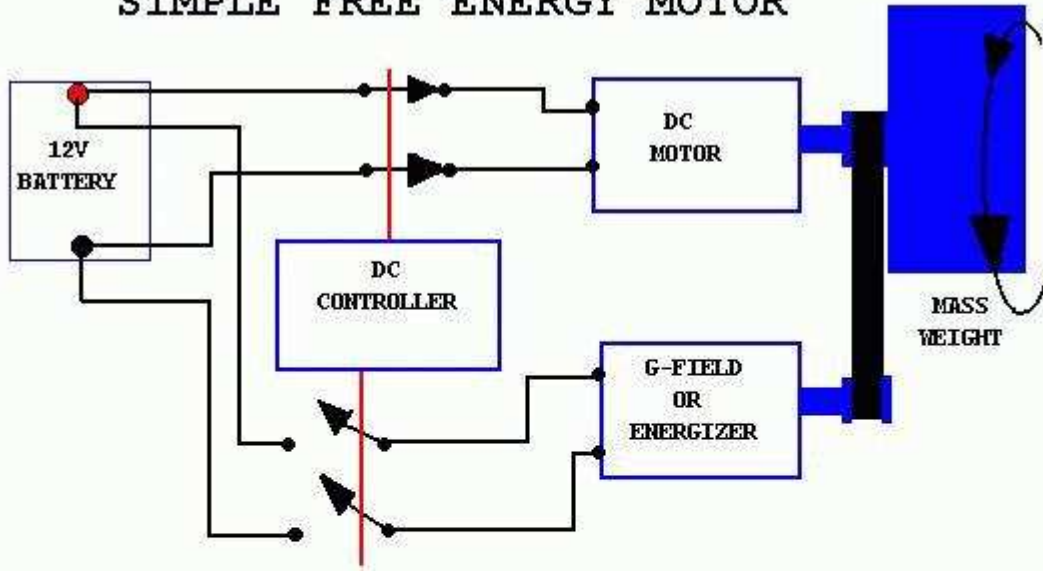 SIMPLE FREE ENERGY MOTOR
12V
BATTERY
DC
MOTOR
DC
CONTROLLER
MASS
WEIGHT
G-FIELD
OR
ENERGIZER